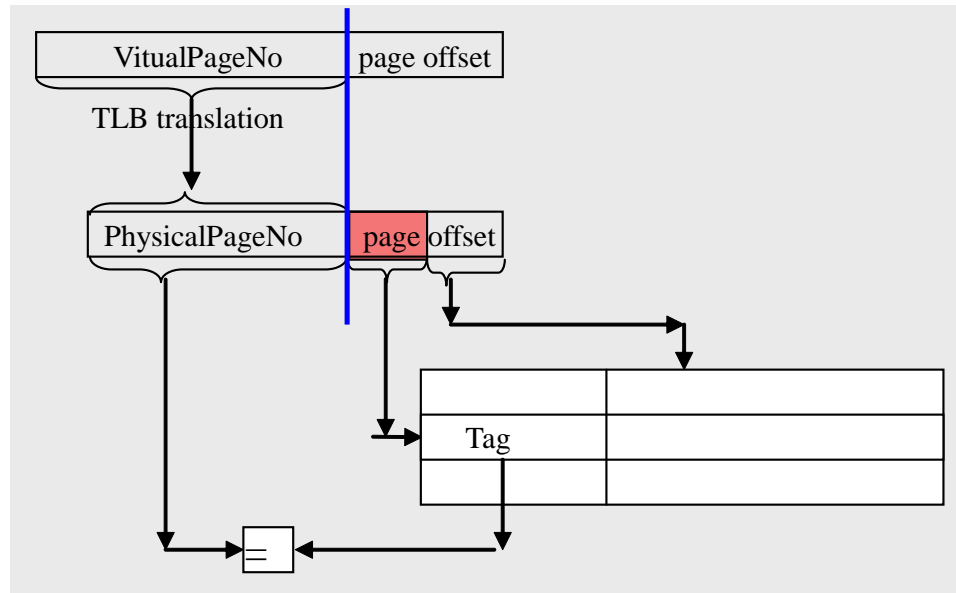 VitualPageNo page offset
TLB translation
PhysicalPageNo page offset
Tag
=